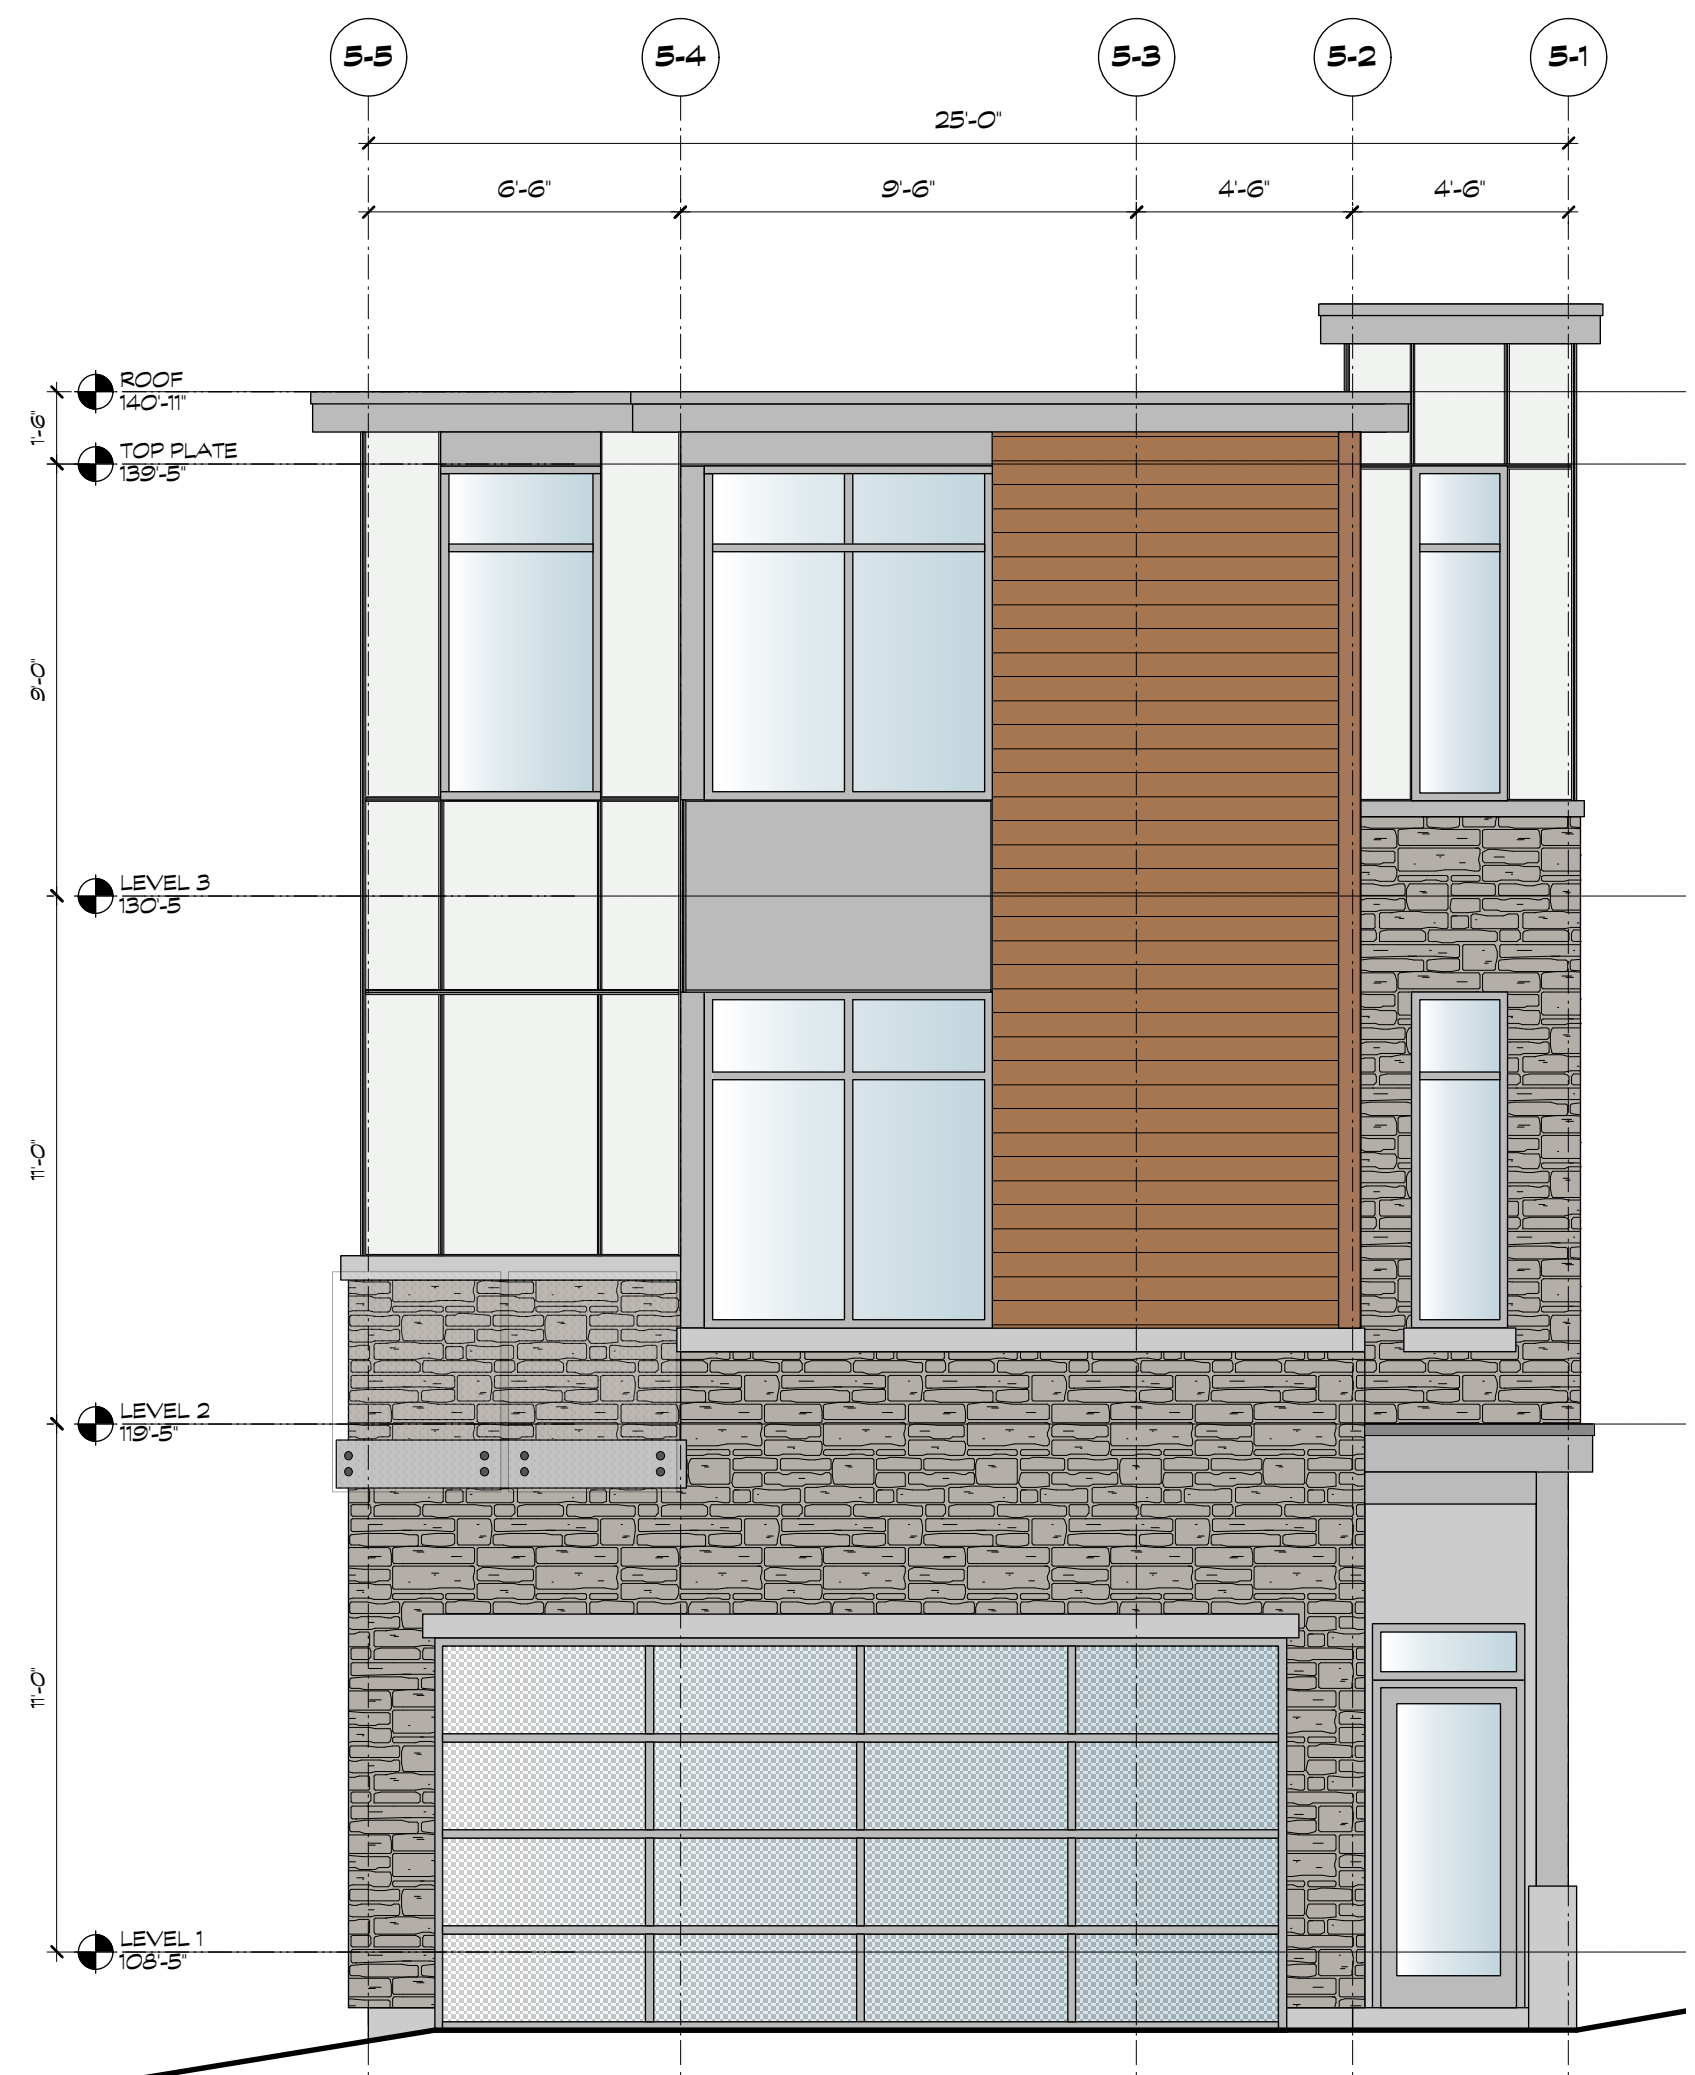 5-5 5-4 5-3 5-2 5-1
25'-0"
6'-6" 9'-6" 4'-6" 4'-6"
ROOF
140'-11"
1'-6"
TOP PLATE
139'-5"
9'-0"
LEVEL 3
130'-5
11'-0"
LEVEL 2
119'-5"
11'-0"
LEVEL 1
108'-5"